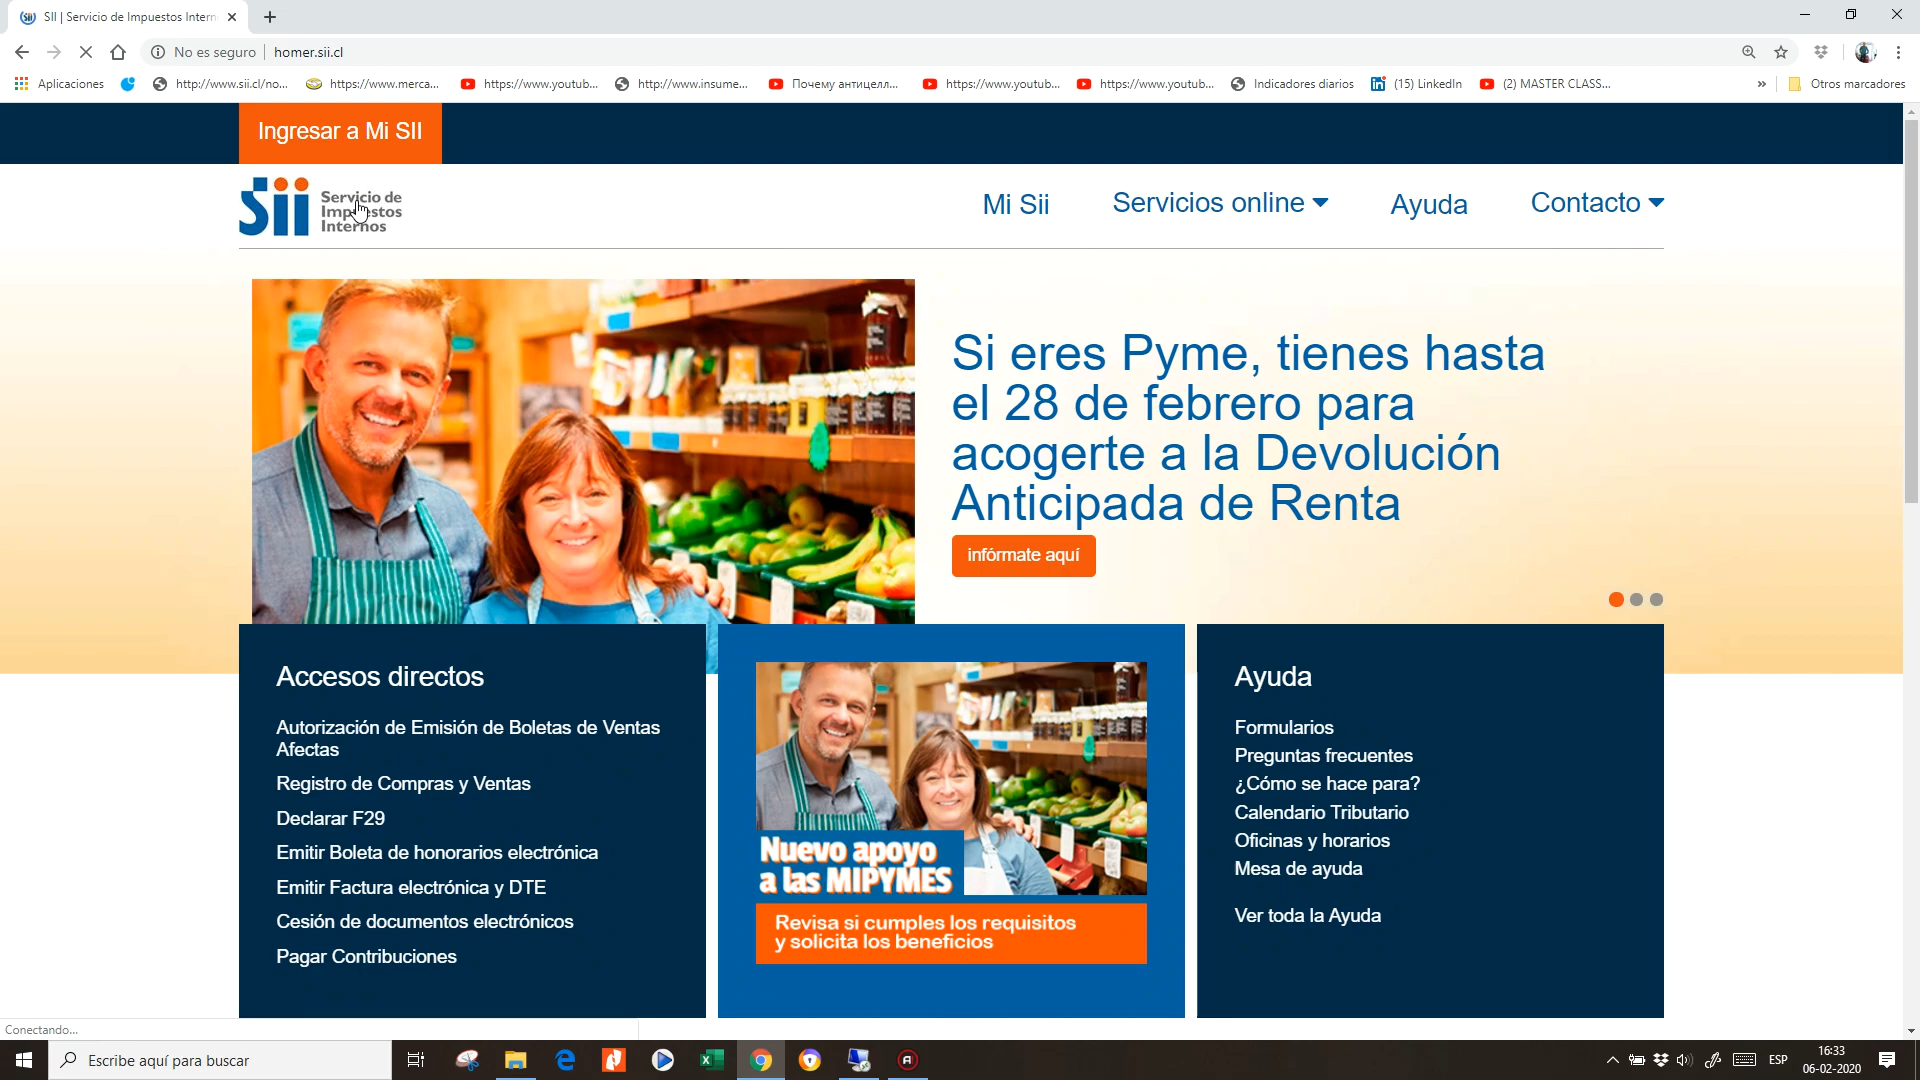 SII | Servicio de Impuestos Intern
No es seguro
homer.sii.cl
Aplicaciones
http://www.sii.cl/no...
https://www.merca...
https://www.youtub...
http://www.insume...
Почему антицелл...
https://www.youtub...
https://www.youtub...
Indicadores diarios
(15) LinkedIn
(2) MASTER CLASS...
»
Otros marcadores
Ingresar a Mi SII
Sii
Servicio de
Impuestos
Internos
Mi Sii
Servicios online
Ayuda
Contacto
Si eres Pyme, tienes hasta
el 28 de febrero para
acogerte a la Devolución
Anticipada de Renta
infórmate aquí
Accesos directos
Autorización de Emisión de Boletas de Ventas
Afectas
Registro de Compras y Ventas
Declarar F29
Emitir Boleta de honorarios electrónica
Emitir Factura electrónica y DTE
Cesión de documentos electrónicos
Pagar Contribuciones
Nuevo apoyo
a las MIPYMES
Revisa si cumples los requisitos
y solicita los beneficios
Ayuda
Formularios
Preguntas frecuentes
¿Cómo se hace para?
Calendario Tributario
Oficinas y horarios
Mesa de ayuda
Ver toda la Ayuda
Conectando...
Escribe aquí para buscar
ESP
16:33
06-02-2020